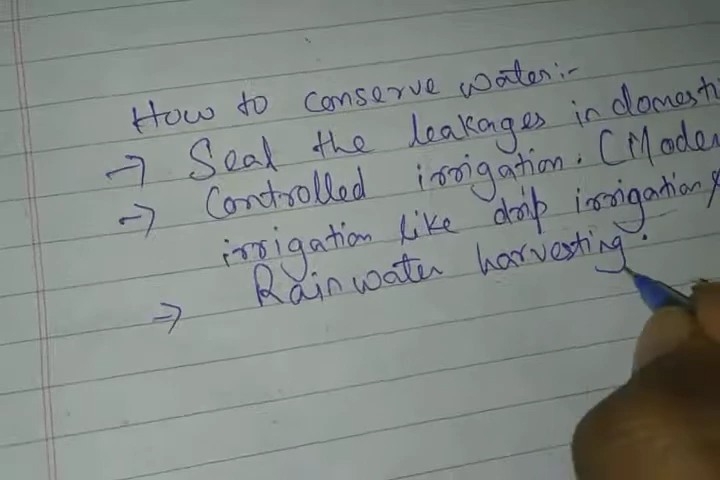 How to conserve water:-
→ Seal the leakages in domesti
→ Controlled irrigation. (Moder
irrigation like drip irrigation)
→ Rainwater harvesting.